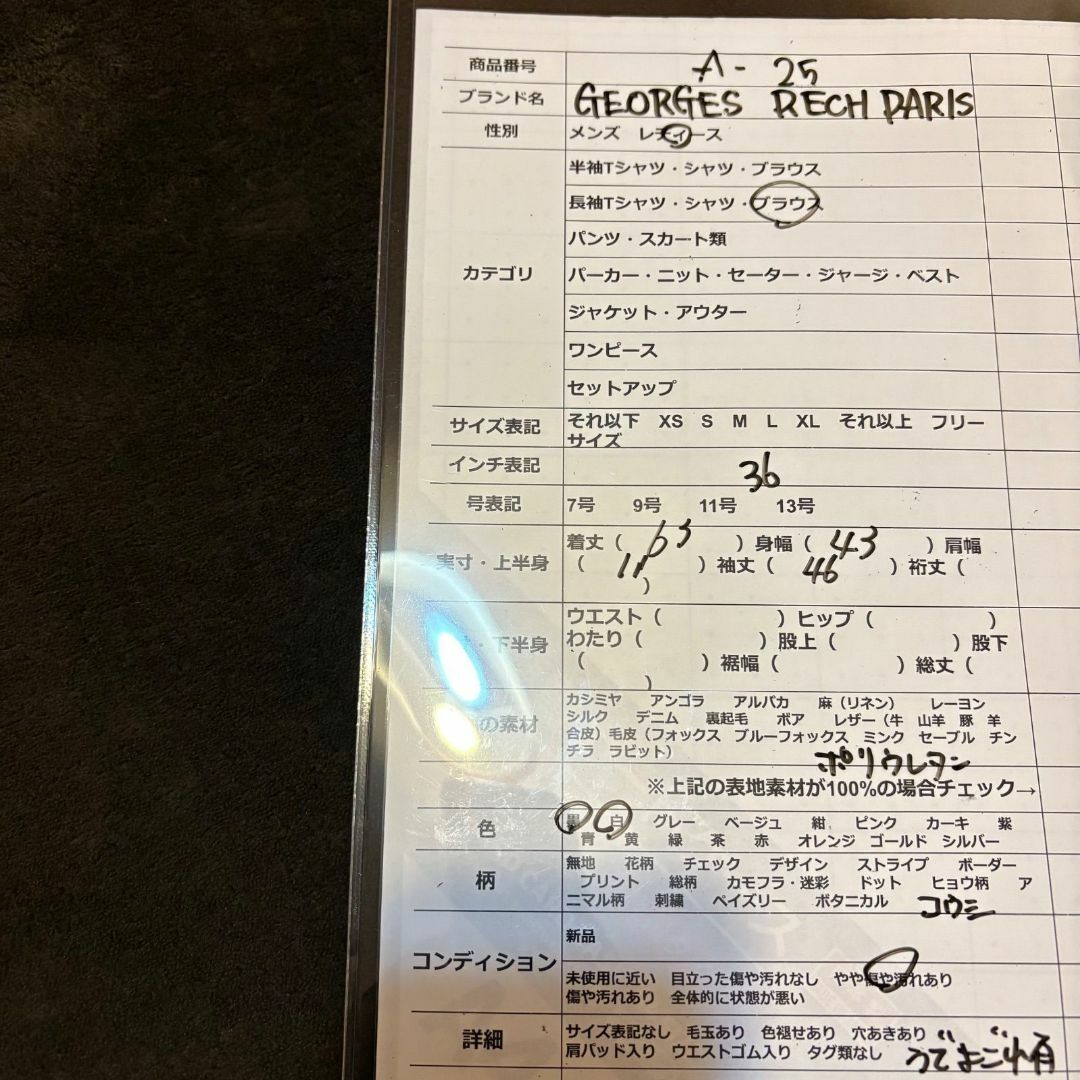 商品番号 A - 25
ブランド名 GEORGES RECH PARIS
性別 メンズ レディース
半袖Tシャツ・シャツ・ブラウス
長袖Tシャツ・シャツ・ブラウス
パンツ・スカート類
カテゴリ パーカー・ニット・セーター・ジャージ・ベスト
ジャケット・アウター
ワンピース
セットアップ
サイズ表記 それ以下 XS S M L XL それ以上 フリー
サイズ
インチ表記 36
号表記 7号 9号 11号 13号
着丈（ 63 ）身幅（ 43 ）肩幅
実寸・上半身 （ ）袖丈（ 46 ）裄丈（
）
ウエスト（ ）ヒップ（ ）
・下半身 わたり（ ）股上（ ）股下
（ ）裾幅（ ）総丈（
）
カシミヤ アンゴラ アルパカ 麻（リネン） レーヨン
の素材 シルク デニム 裏起毛 ボア レザー（牛 山羊 豚 羊
合皮）毛皮（フォックス ブルーフォックス ミンク セーブル チン
チラ ラビット） ポリウレタン
※上記の表地素材が100%の場合チェック→
色 黒 白 グレー ベージュ 紺 ピンク カーキ 紫
青 黄 緑 茶 赤 オレンジ ゴールド シルバー
無地 花柄 チェック デザイン ストライプ ボーダー
柄 プリント 総柄 カモフラ・迷彩 ドット ヒョウ柄 ア
ニマル柄 刺繍 ペイズリー ボタニカル コウシ
新品
コンディション
未使用に近い 目立った傷や汚れなし やや傷や汚れあり
傷や汚れあり 全体的に状態が悪い
詳細 サイズ表記なし 毛玉あり 色褪せあり 穴あきあり
肩パッド入り ウエストゴム入り タグ類なし